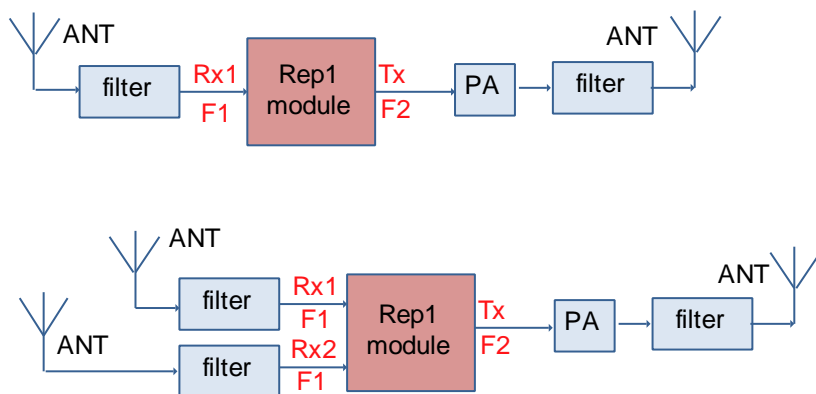 ANT
ANT
filter
Rx1
F1
Rep1
module
Tx
F2
PA
filter
ANT
ANT
filter
Rx1
F1
Rep1
module
Tx
F2
PA
filter
ANT
filter
Rx2
F1